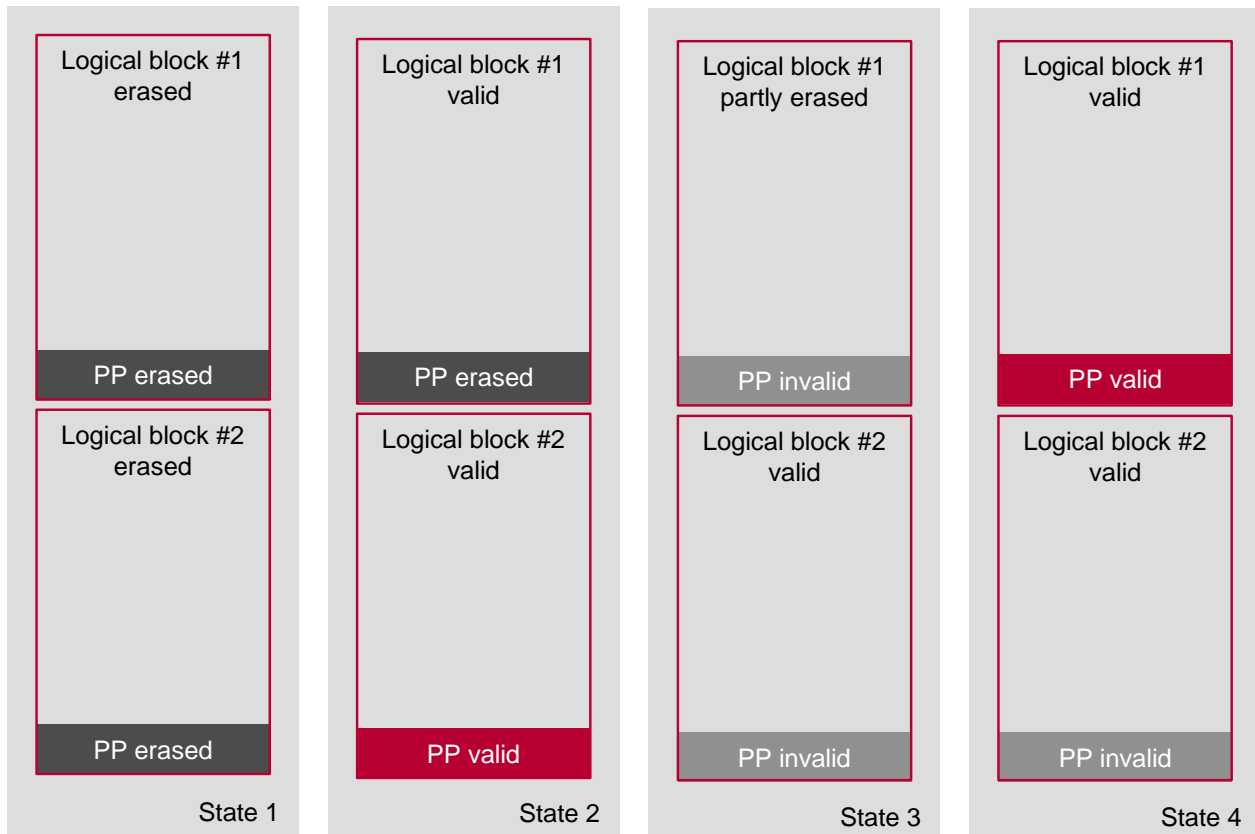 Logical block #1
erased
PP erased
Logical block #2
erased
PP erased
State 1
Logical block #1
valid
PP erased
Logical block #2
valid
PP valid
State 2
Logical block #1
partly erased
PP invalid
Logical block #2
valid
PP invalid
State 3
Logical block #1
valid
PP valid
Logical block #2
valid
PP invalid
State 4